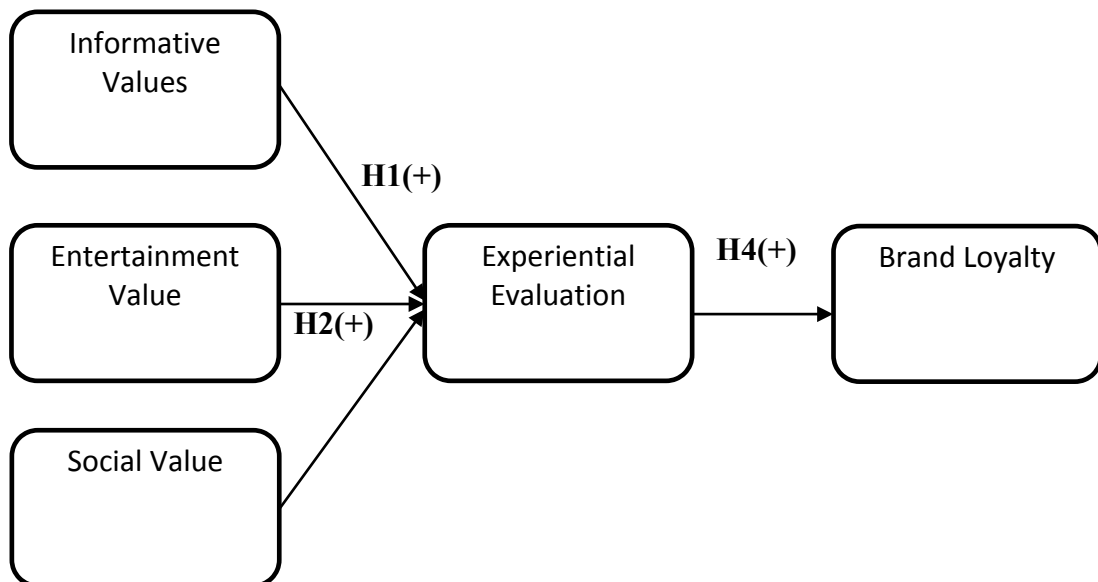 Informative
Values
H1(+)
Entertainment
Value
H2(+)
Experiential
Evaluation
H4(+)
Brand Loyalty
Social Value